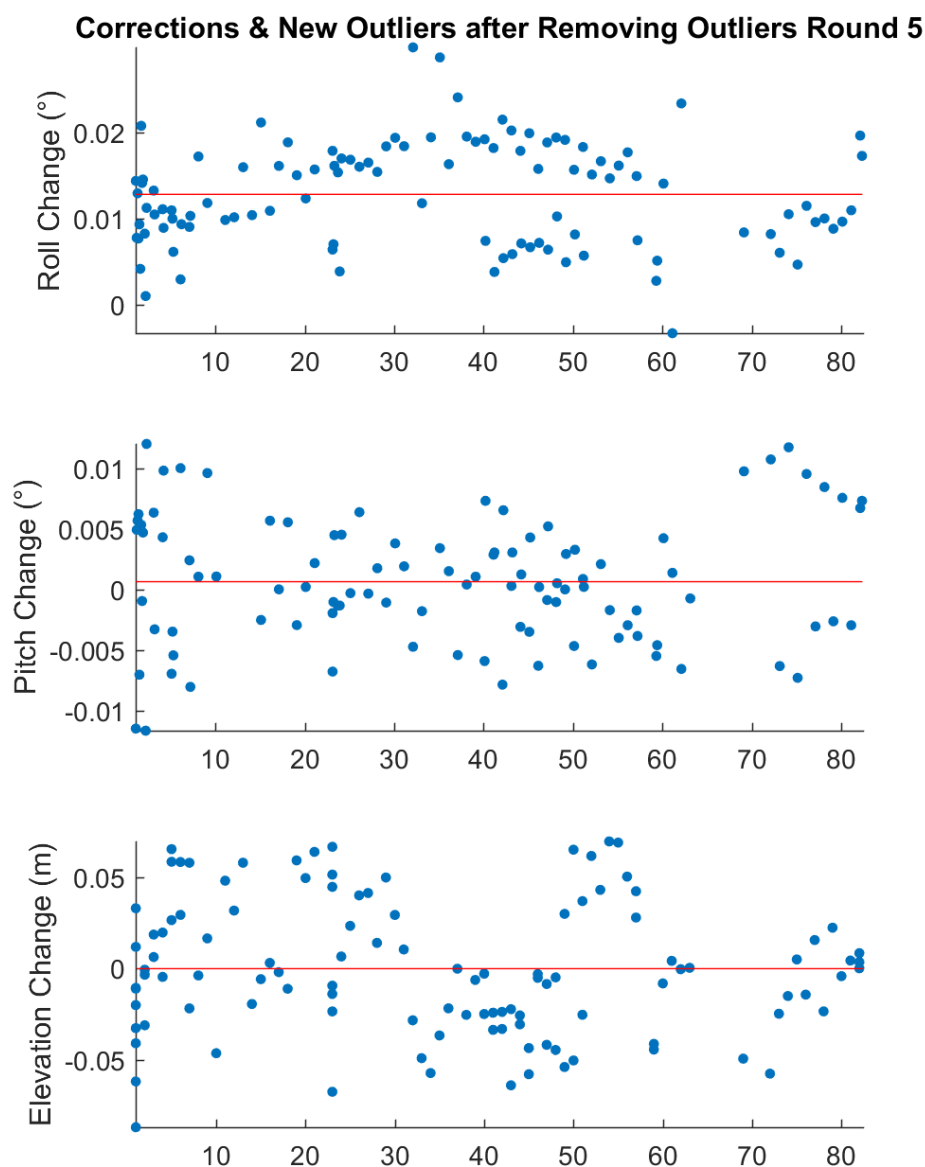 Corrections & New Outliers after Removing Outliers Round 5
Roll Change (°)
0.02
0.01
0
10 20 30 40 50 60 70 80
Pitch Change (°)
0.01
0.005
0
-0.005
-0.01
10 20 30 40 50 60 70 80
Elevation Change (m)
0.05
0
-0.05
10 20 30 40 50 60 70 80